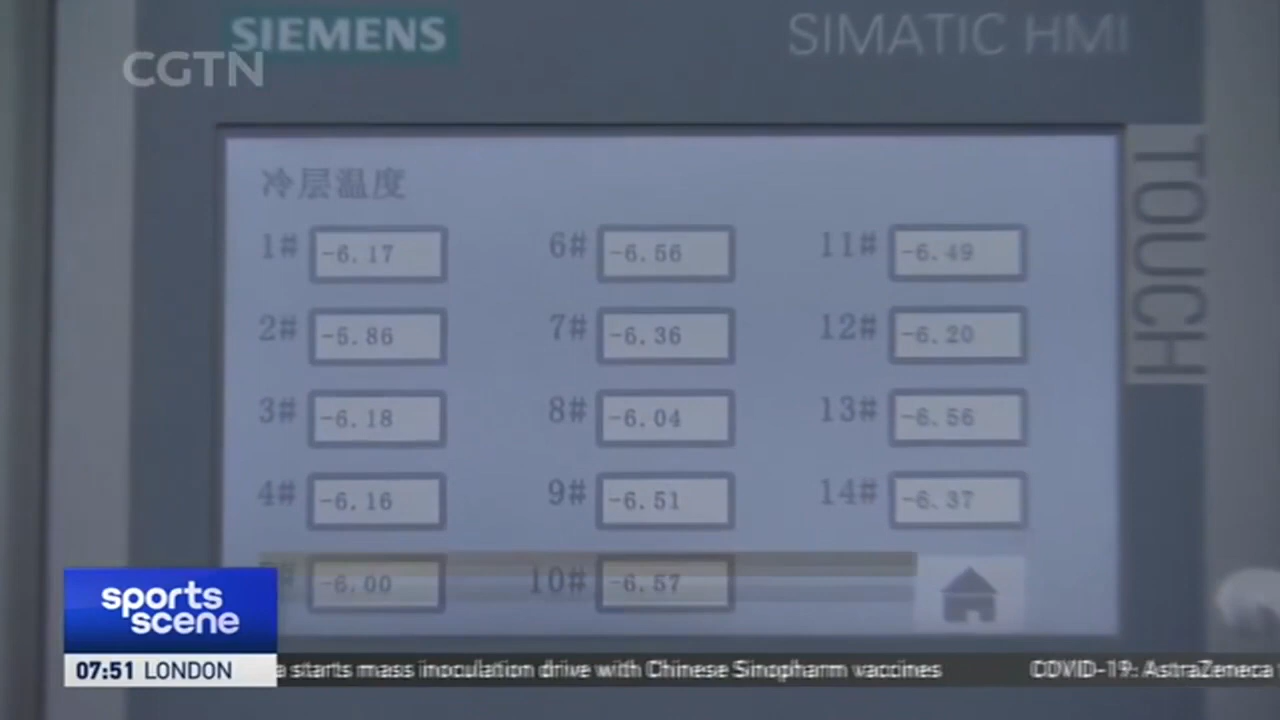 SIEMENS
SIMATIC HMI
CGTN
TOUCH
冷层温度
1# -6.17 6# -6.56 11# -6.49
2# -5.86 7# -6.36 12# -6.20
3# -6.18 8# -6.04 13# -6.56
4# -6.16 9# -6.51 14# -6.37
# -6.00 10# -6.57
sports
scene
07:51 LONDON
a starts mass inoculation drive with Chinese Sinopharm vaccines COVID-19: AstraZeneca